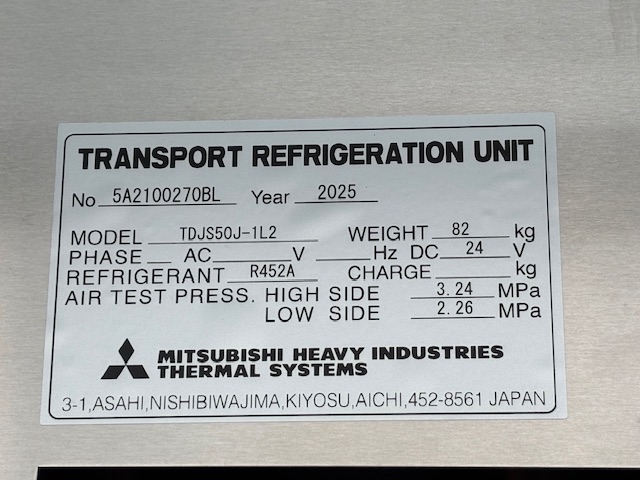 TRANSPORT REFRIGERATION UNIT
No 5A2100270BL Year 2025
MODEL TDJS50J-1L2 WEIGHT 82 kg
PHASE AC V Hz DC 24 V
REFRIGERANT R452A CHARGE kg
AIR TEST PRESS. HIGH SIDE 3.24 MPa
LOW SIDE 2.26 MPa
MITSUBISHI HEAVY INDUSTRIES
THERMAL SYSTEMS
3-1,ASAHI,NISHIBIWAJIMA,KIYOSU,AICHI,452-8561 JAPAN